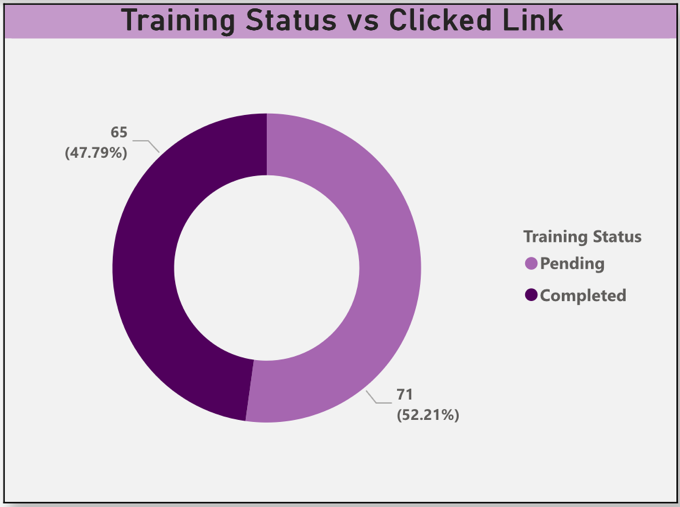 Training Status vs Clicked Link
65
(47.79%)
Training Status
Pending
Completed
71
(52.21%)